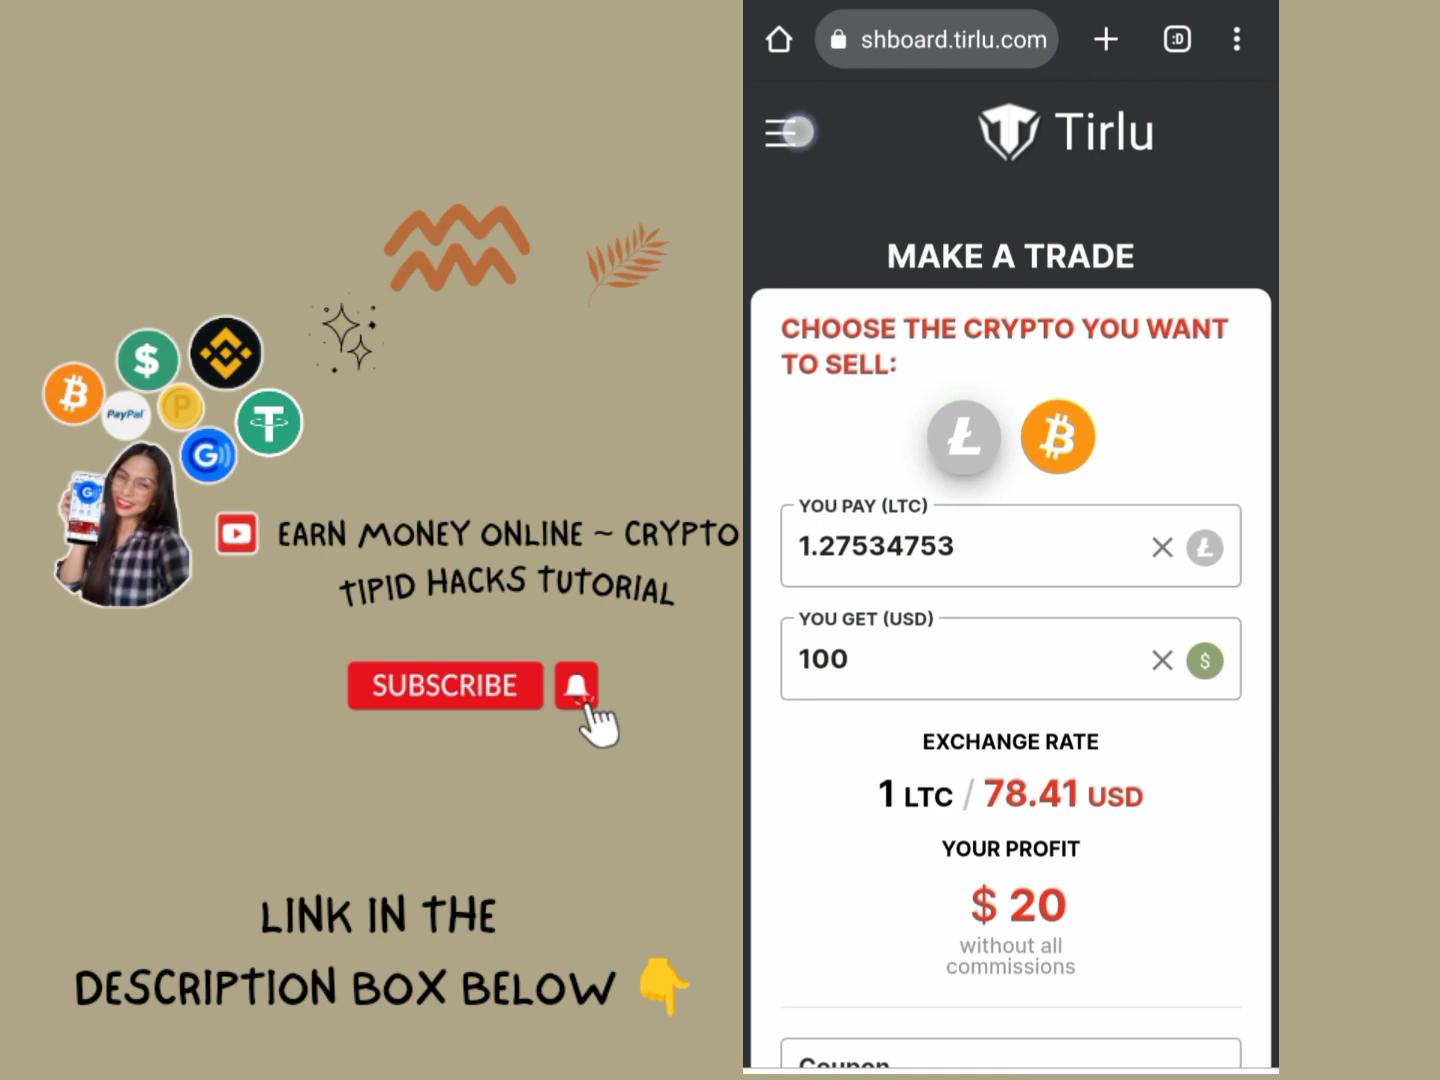 PayPal
P
G
EARN MONEY ONLINE ~ CRYPTO
TIPID HACKS TUTORIAL
SUBSCRIBE
LINK IN THE
DESCRIPTION BOX BELOW
shboard.tirlu.com
:D
Tirlu
MAKE A TRADE
CHOOSE THE CRYPTO YOU WANT
TO SELL:
YOU PAY (LTC)
1.27534753
YOU GET (USD)
100
$
EXCHANGE RATE
1 LTC / 78.41 USD
YOUR PROFIT
$ 20
without all
commissions
Coupon